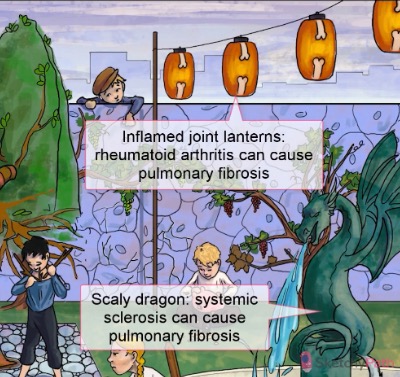 Inflamed joint lanterns:
rheumatoid arthritis can cause
pulmonary fibrosis
Scaly dragon: systemic
sclerosis can cause
pulmonary fibrosis